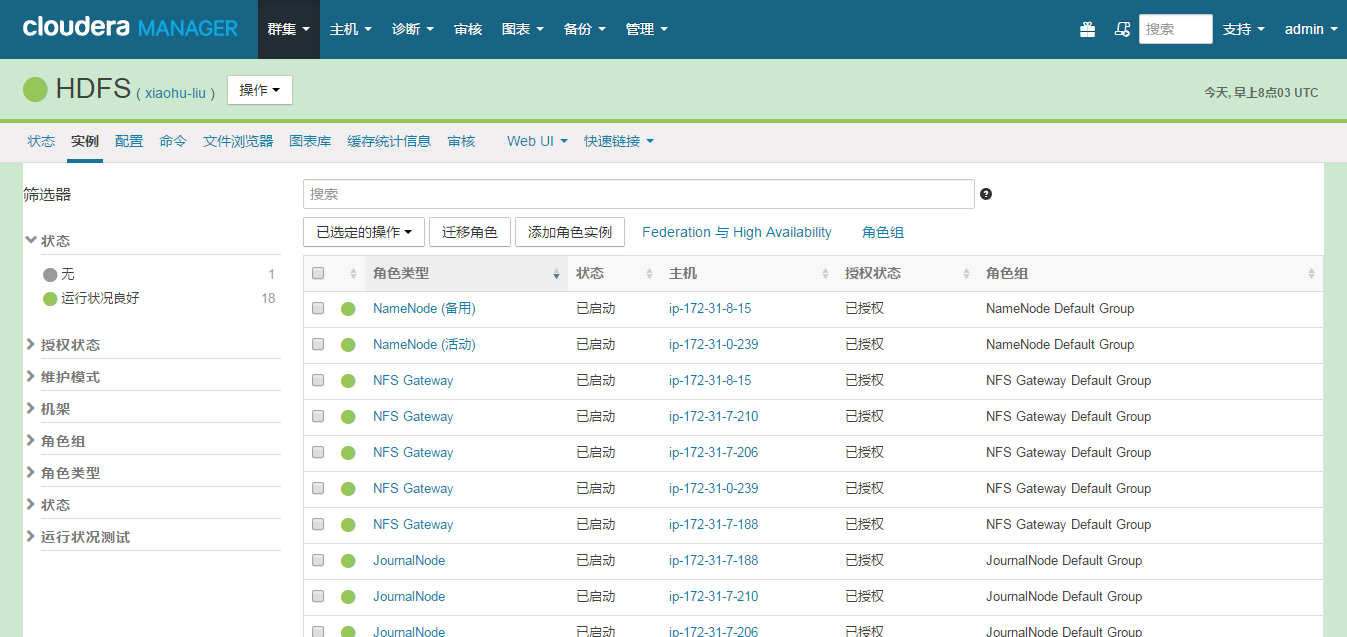 cloudera MANAGER 群集 主机 诊断 审核 图表 备份 管理 搜索 支持 admin
HDFS ( xiaohu-liu ) 操作 今天, 早上8点03 UTC
状态 实例 配置 命令 文件浏览器 图表库 缓存统计信息 审核 Web UI 快速链接
筛选器
状态
无 1
运行状况良好 18
授权状态
维护模式
机架
角色组
角色类型
状态
运行状况测试
搜索
已选定的操作 迁移角色 添加角色实例 Federation 与 High Availability 角色组
角色类型 状态 主机 授权状态 角色组
NameNode (备用) 已启动 ip-172-31-8-15 已授权 NameNode Default Group
NameNode (活动) 已启动 ip-172-31-0-239 已授权 NameNode Default Group
NFS Gateway 已启动 ip-172-31-8-15 已授权 NFS Gateway Default Group
NFS Gateway 已启动 ip-172-31-7-210 已授权 NFS Gateway Default Group
NFS Gateway 已启动 ip-172-31-7-206 已授权 NFS Gateway Default Group
NFS Gateway 已启动 ip-172-31-0-239 已授权 NFS Gateway Default Group
NFS Gateway 已启动 ip-172-31-7-188 已授权 NFS Gateway Default Group
JournalNode 已启动 ip-172-31-7-188 已授权 JournalNode Default Group
JournalNode 已启动 ip-172-31-7-210 已授权 JournalNode Default Group
JournalNode 已启动 ip-172-31-7-206 已授权 JournalNode Default Group